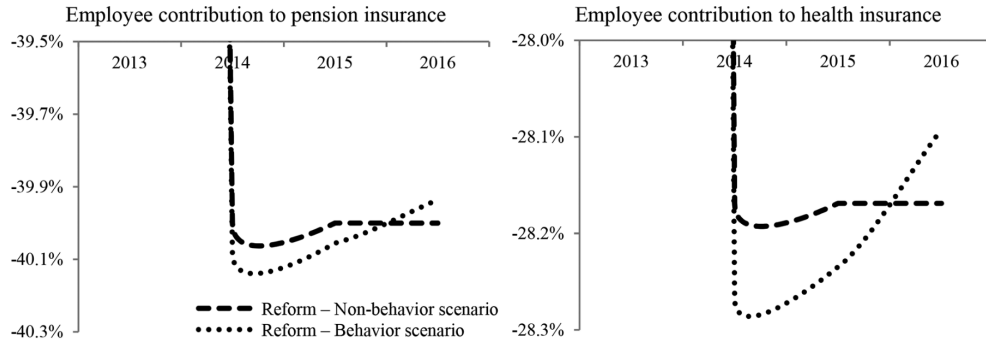 Employee contribution to pension insurance
-39.5%
2013 2014 2015 2016
-39.7%
-39.9%
-40.1%
-40.3%
Reform – Non-behavior scenario
Reform – Behavior scenario
Employee contribution to health insurance
-28.0%
2013 2014 2015 2016
-28.1%
-28.2%
-28.3%